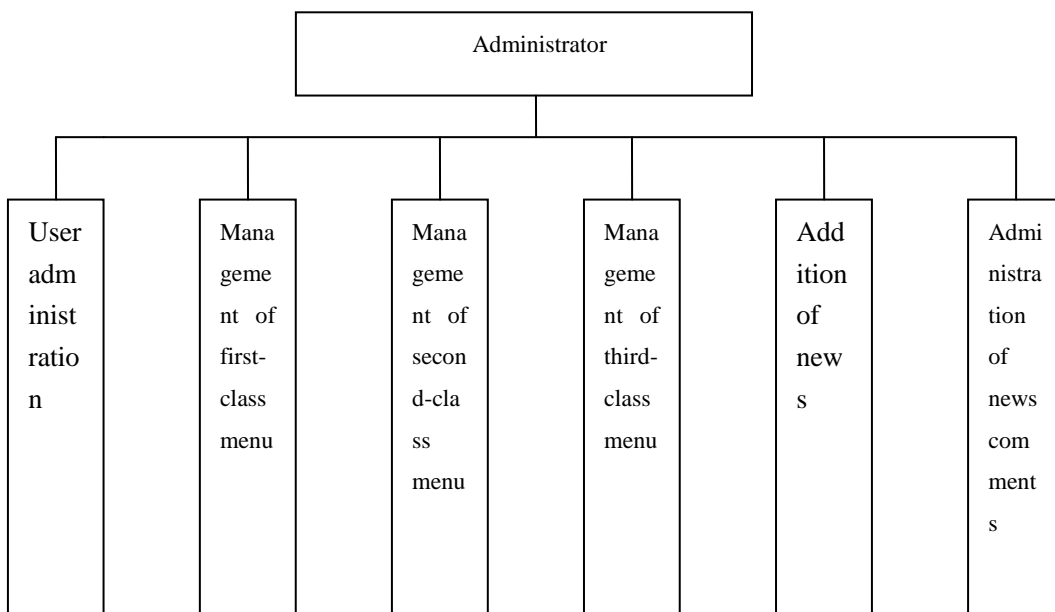 Administrator
User
adm
inist
ratio
n
Mana
geme
nt of
first-
class
menu
Mana
geme
nt of
secon
d-cla
ss
menu
Mana
geme
nt of
third-
class
menu
Add
ition
of
new
s
Admi
nistra
tion
of
news
com
ment
s